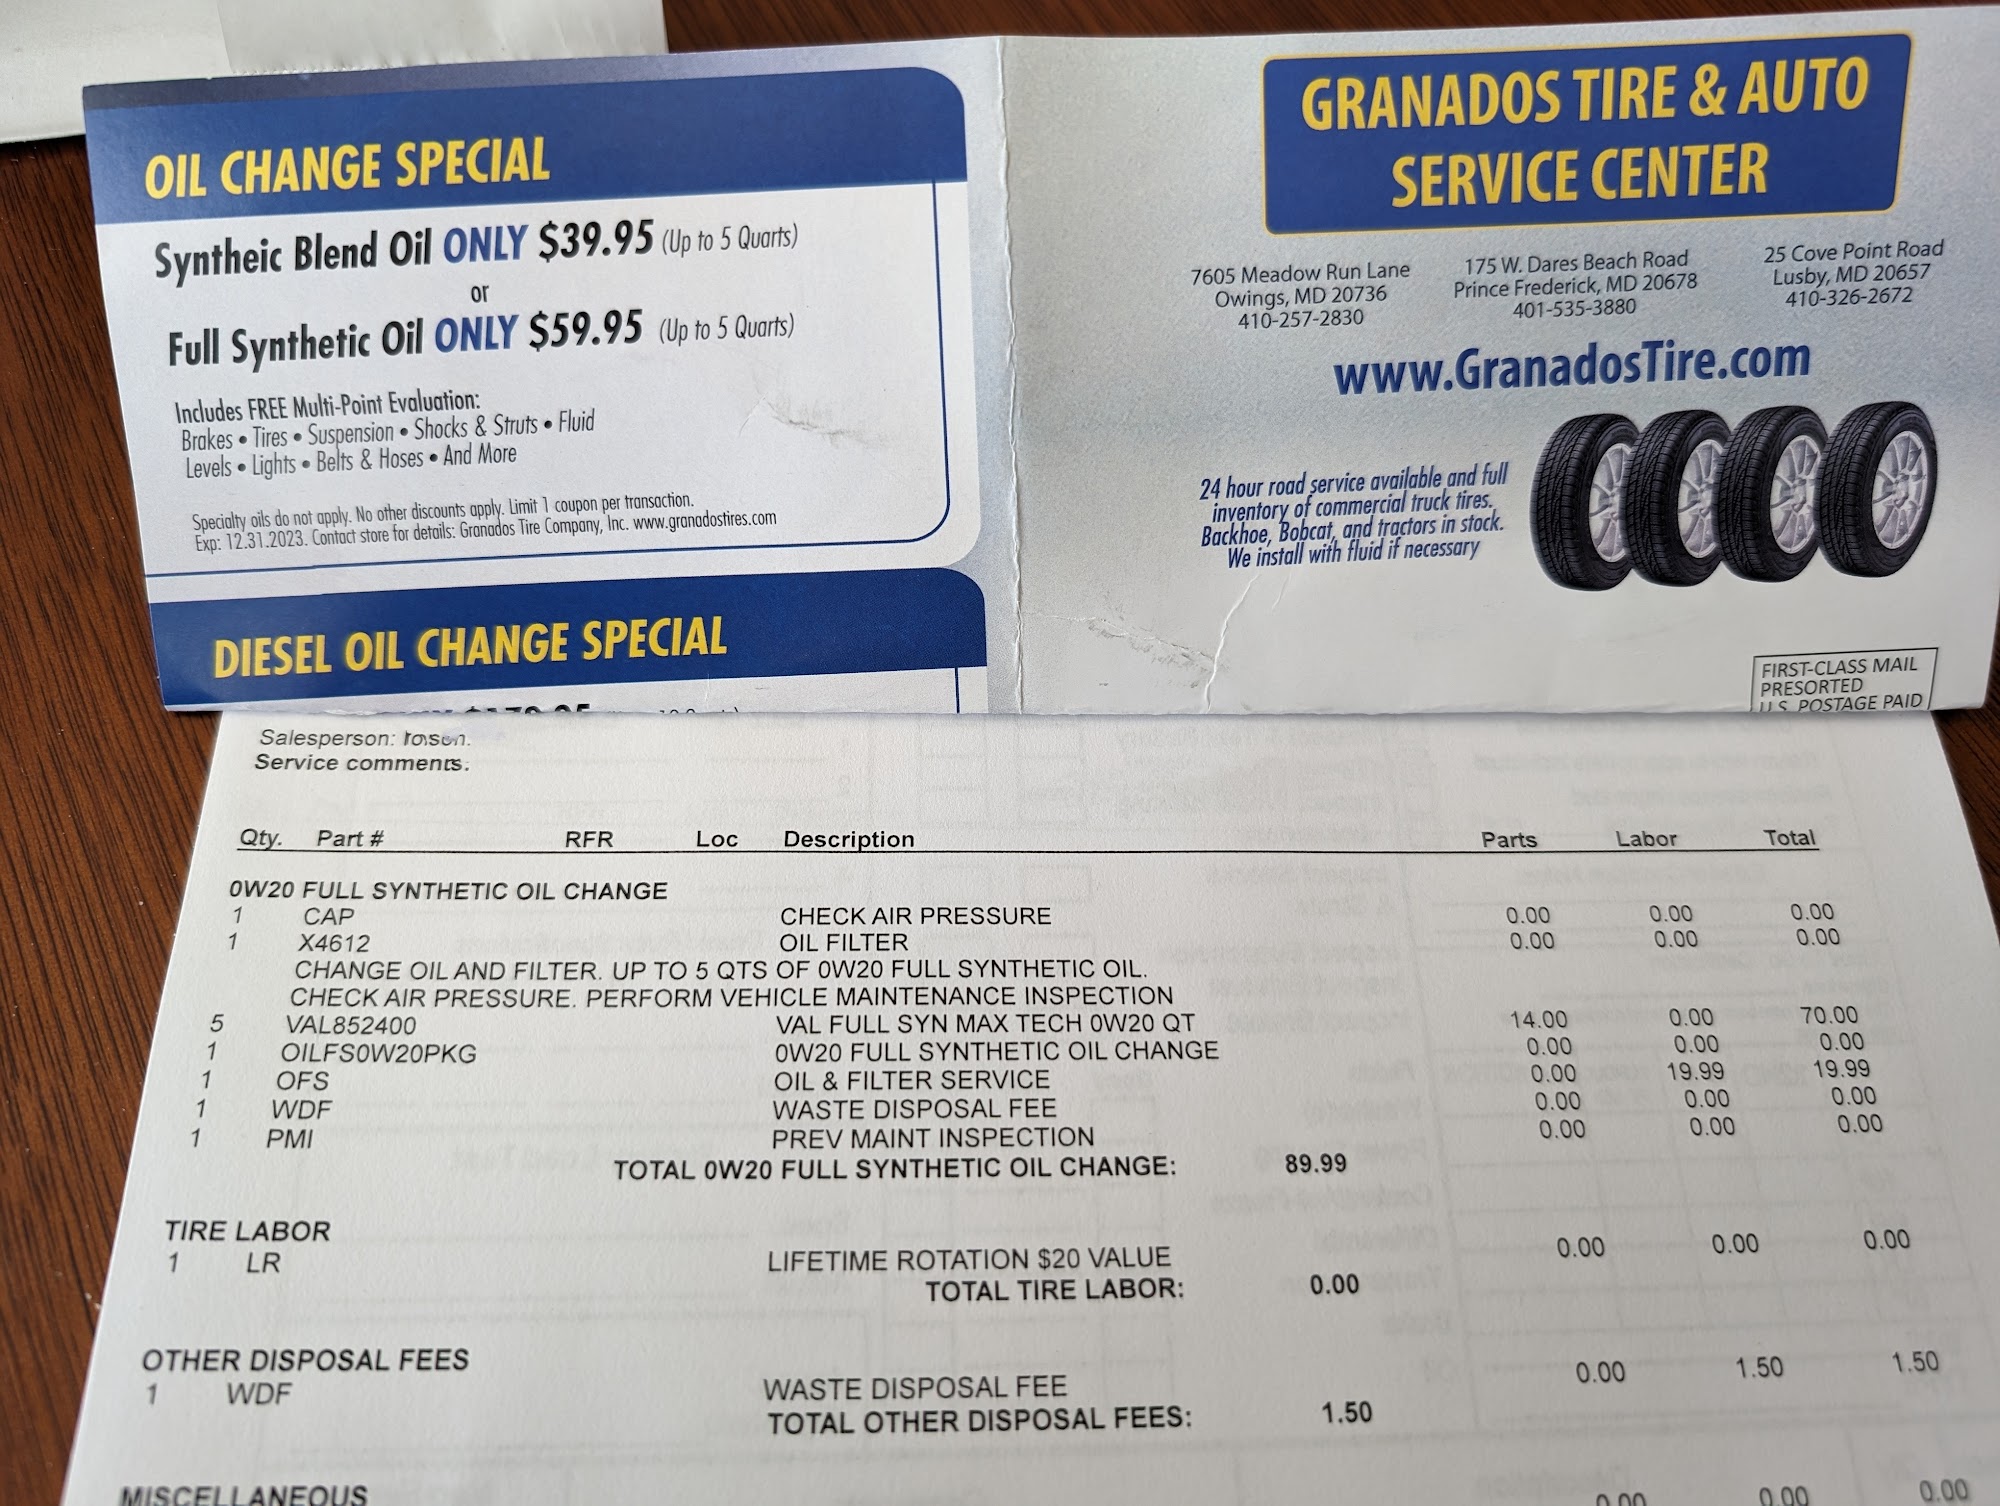 OIL CHANGE SPECIAL
Syntheic Blend Oil ONLY $39.95 (Up to 5 Quarts)
or
Full Synthetic Oil ONLY $59.95 (Up to 5 Quarts)
Includes FREE Multi-Point Evaluation:
Brakes • Tires • Suspension • Shocks & Struts • Fluid
Levels • Lights • Belts & Hoses • And More
Specialty oils do not apply. No other discounts apply. Limit 1 coupon per transaction.
Exp: 12.31.2023. Contact store for details: Granados Tire Company, Inc. www.granadostires.com
DIESEL OIL CHANGE SPECIAL
GRANADOS TIRE & AUTO
SERVICE CENTER
7605 Meadow Run Lane
Owings, MD 20736
410-257-2830
175 W. Dares Beach Road
Prince Frederick, MD 20678
401-535-3880
25 Cove Point Road
Lusby, MD 20657
410-326-2672
www.GranadosTire.com
24 hour road service available and full
inventory of commercial truck tires.
Backhoe, Bobcat, and tractors in stock.
We install with fluid if necessary
FIRST-CLASS MAIL
PRESORTED
U.S. POSTAGE PAID
Salesperson:
Service comments:
Qty. Part # RFR Loc Description Parts Labor Total
0W20 FULL SYNTHETIC OIL CHANGE
1 CAP CHECK AIR PRESSURE 0.00 0.00 0.00
1 X4612 OIL FILTER 0.00 0.00 0.00
CHANGE OIL AND FILTER. UP TO 5 QTS OF 0W20 FULL SYNTHETIC OIL.
CHECK AIR PRESSURE. PERFORM VEHICLE MAINTENANCE INSPECTION
5 VAL852400 VAL FULL SYN MAX TECH 0W20 QT 14.00 0.00 70.00
1 OILFS0W20PKG 0W20 FULL SYNTHETIC OIL CHANGE 0.00 0.00 0.00
1 OFS OIL & FILTER SERVICE 0.00 19.99 19.99
1 WDF WASTE DISPOSAL FEE 0.00 0.00 0.00
1 PMI PREV MAINT INSPECTION 0.00 0.00 0.00
TOTAL 0W20 FULL SYNTHETIC OIL CHANGE: 89.99
TIRE LABOR
1 LR LIFETIME ROTATION $20 VALUE 0.00 0.00 0.00
TOTAL TIRE LABOR: 0.00
OTHER DISPOSAL FEES
1 WDF WASTE DISPOSAL FEE 0.00 1.50 1.50
TOTAL OTHER DISPOSAL FEES: 1.50
MISCELLANEOUS
0.00 0.00 0.00